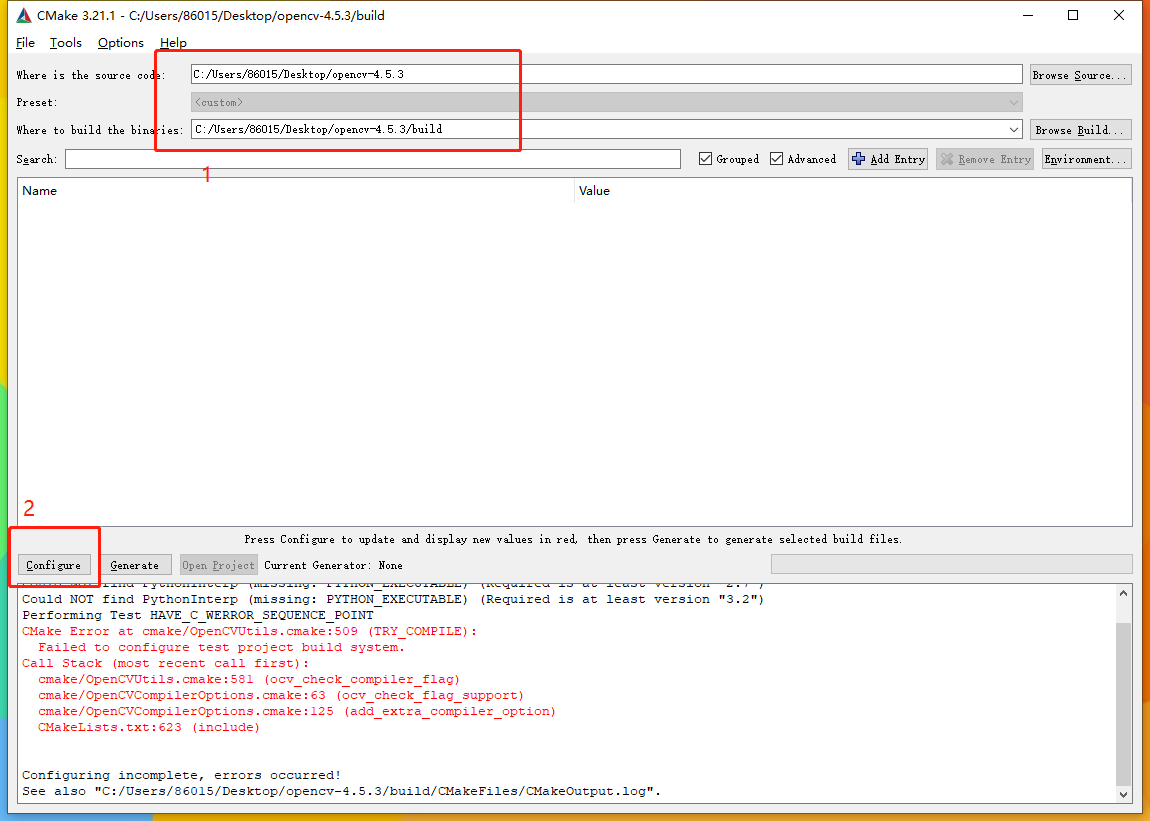 CMake 3.21.1 - C:/Users/86015/Desktop/opencv-4.5.3/build
File Tools Options Help
Where is the source code: C:/Users/86015/Desktop/opencv-4.5.3 Browse Source...
Preset: <custom>
Where to build the binaries: C:/Users/86015/Desktop/opencv-4.5.3/build Browse Build...
Search: Grouped Advanced Add Entry Remove Entry Environment...
1
Name Value
2
Press Configure to update and display new values in red, then press Generate to generate selected build files.
Configure Generate Open Project Current Generator: None
Could NOT find PythonInterp (missing: PYTHON_EXECUTABLE) (Required is at least version "2.7")
Could NOT find PythonInterp (missing: PYTHON_EXECUTABLE) (Required is at least version "3.2")
Performing Test HAVE_C_WERROR_SEQUENCE_POINT
CMake Error at cmake/OpenCVUtils.cmake:509 (TRY_COMPILE):
Failed to configure test project build system.
Call Stack (most recent call first):
cmake/OpenCVUtils.cmake:581 (ocv_check_compiler_flag)
cmake/OpenCVCompilerOptions.cmake:63 (ocv_check_flag_support)
cmake/OpenCVCompilerOptions.cmake:125 (add_extra_compiler_option)
CMakeLists.txt:623 (include)
Configuring incomplete, errors occurred!
See also "C:/Users/86015/Desktop/opencv-4.5.3/build/CMakeFiles/CMakeOutput.log".